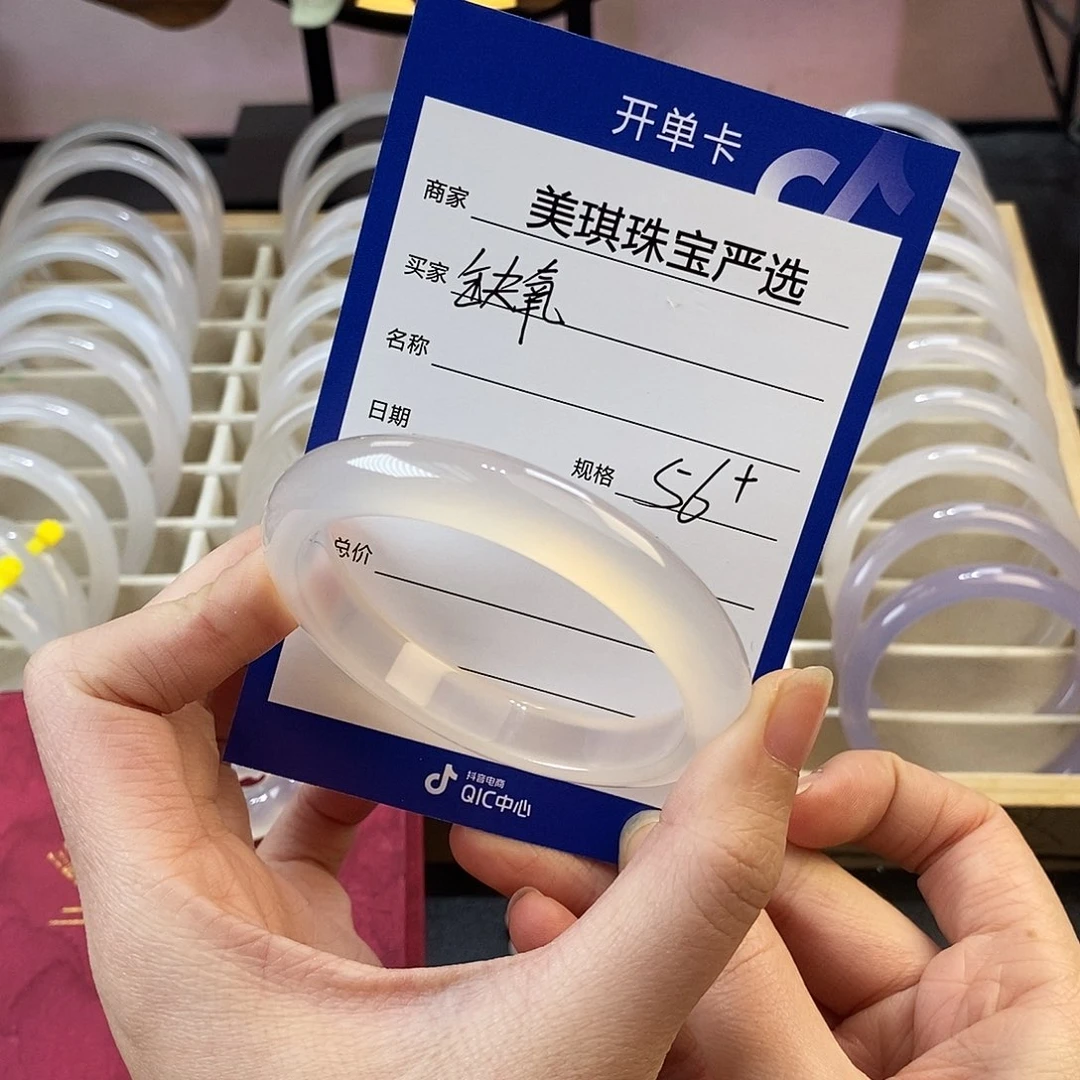 开单卡
商家 美琪珠宝严选
买家 缺氧
名称
日期
规格 56+
总价
抖音电商
QIC中心